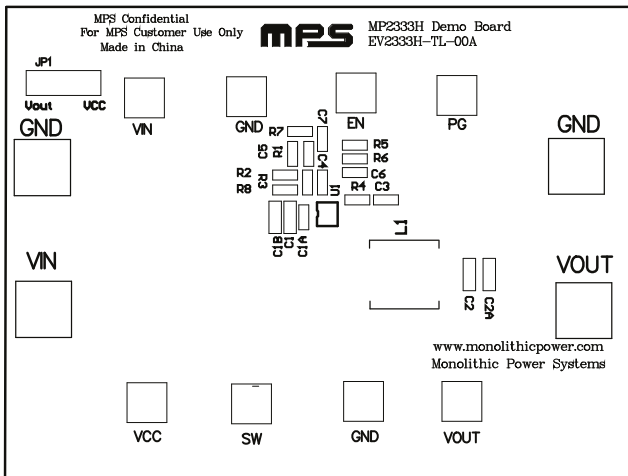 MPS Confidential
For MPS Customer Use Only
Made in China
mps
MP2333H Demo Board
EV2333H-TL-00A
JP1
Vout
VCC
GND
VIN
GND
EN
PG
GND
R7
C7
C5
R1
C4
R5
R6
C6
R2
R3
R8
U1
R4
C3
C1B
C1
C1A
L1
VIN
C2
C2A
VOUT
www.monolithicpower.com
Monolithic Power Systems
VCC
SW
GND
VOUT